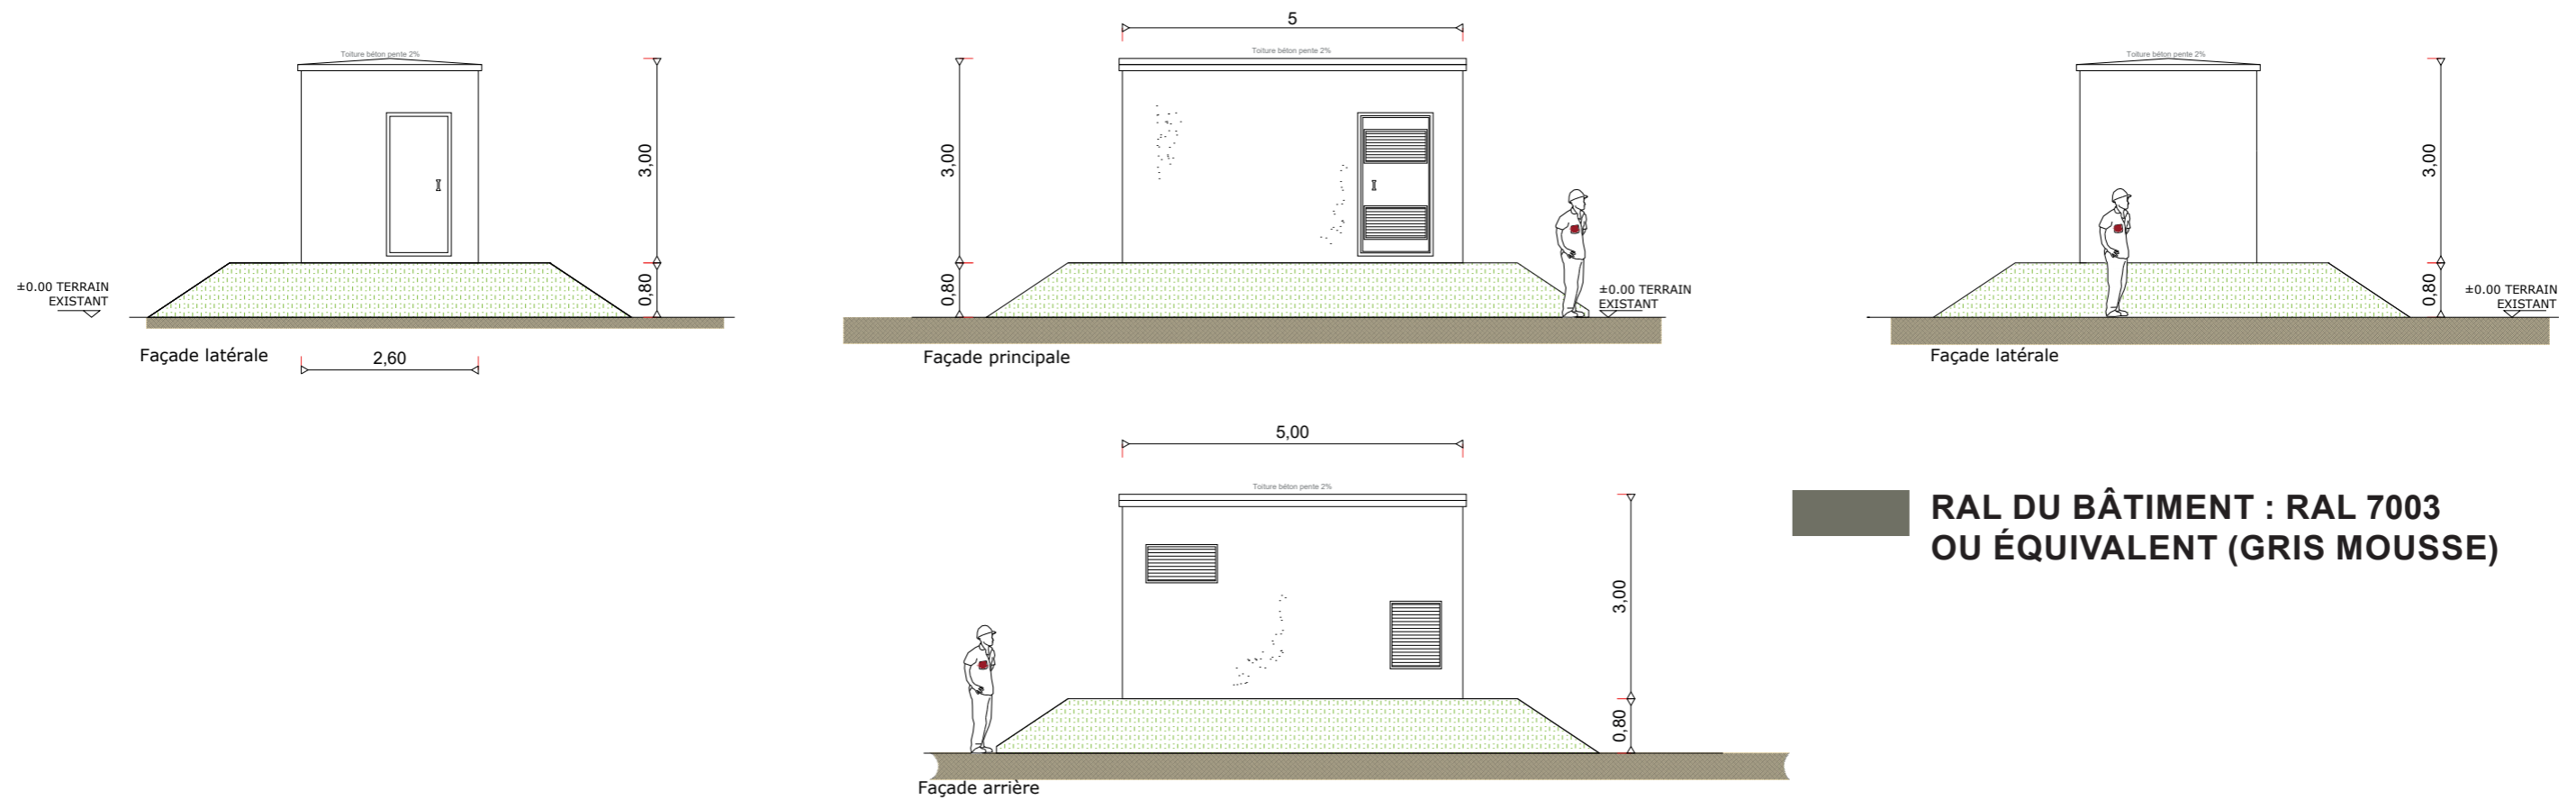 Toiture béton pente 2%
3,00
0,80
±0.00 TERRAIN
EXISTANT
Façade latérale
2,60
5
Toiture béton pente 2%
3,00
0,80
±0.00 TERRAIN
EXISTANT
Façade principale
Toiture béton pente 2%
3,00
0,80
±0.00 TERRAIN
EXISTANT
Façade latérale
5,00
Toiture béton pente 2%
3,00
0,80
Façade arrière
RAL DU BÂTIMENT : RAL 7003
OU ÉQUIVALENT (GRIS MOUSSE)